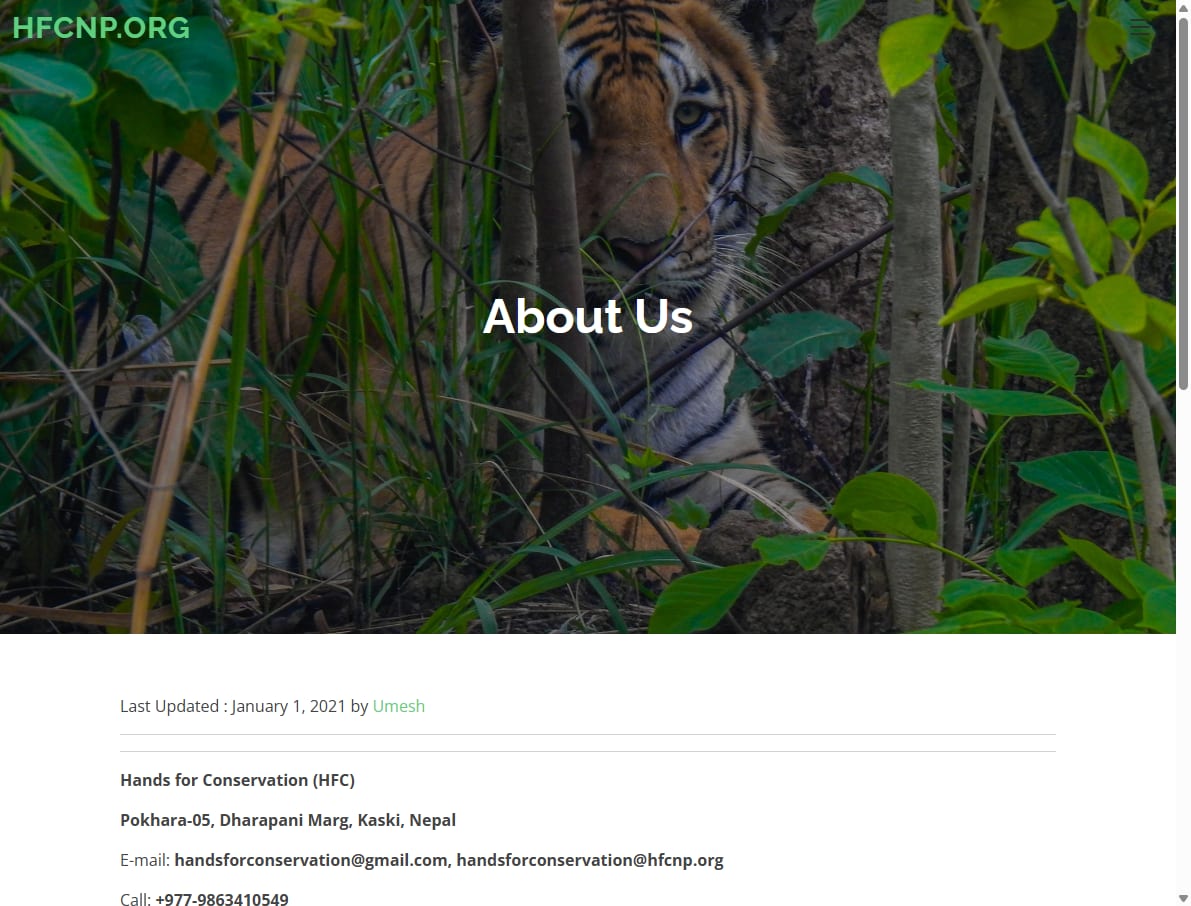 HFCNP.ORG
About Us
Last Updated : January 1, 2021 by Umesh
Hands for Conservation (HFC)
Pokhara-05, Dharapani Marg, Kaski, Nepal
E-mail: handsforconservation@gmail.com, handsforconservation@hfcnp.org
Call: +977-9863410549